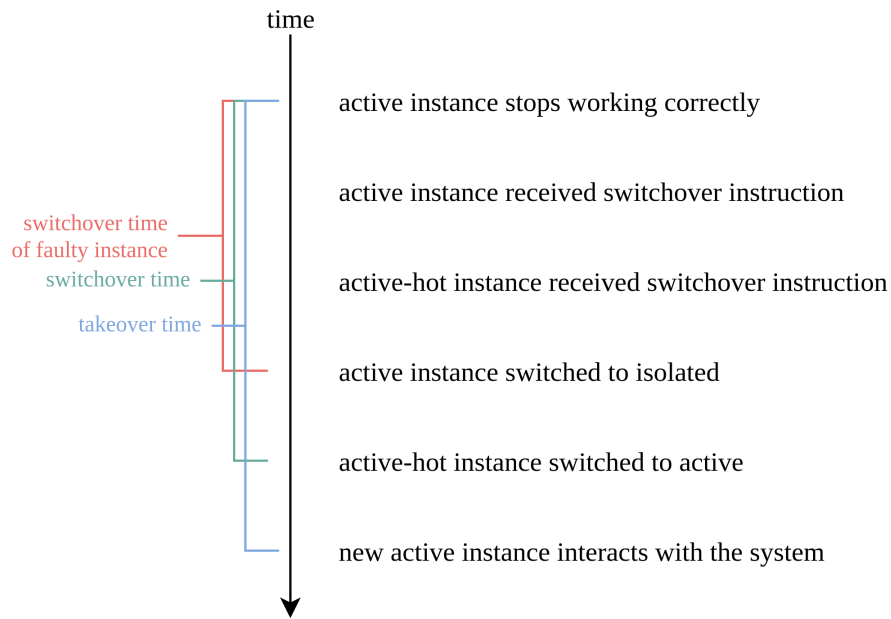 time
active instance stops working correctly
active instance received switchover instruction
switchover time
of faulty instance
switchover time
active-hot instance received switchover instruction
takeover time
active instance switched to isolated
active-hot instance switched to active
new active instance interacts with the system